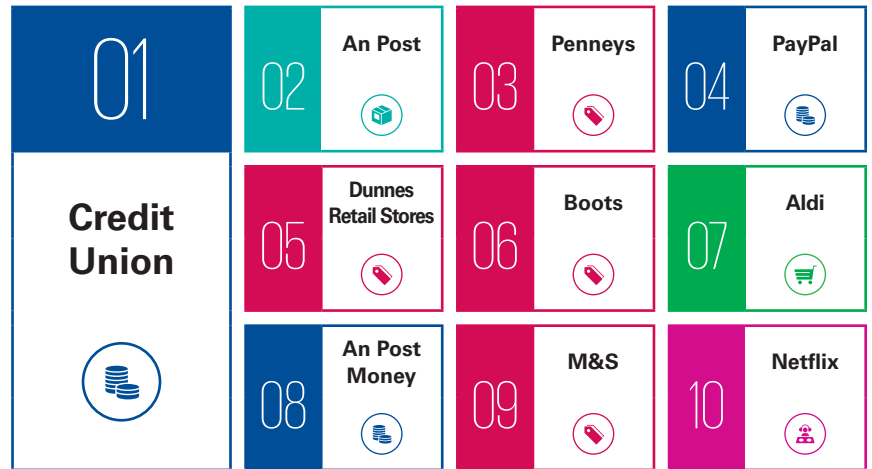 01
Credit
Union
02
An Post
03
Penneys
04
PayPal
05
Dunnes
Retail Stores
06
Boots
07
Aldi
08
An Post
Money
09
M&S
10
Netflix